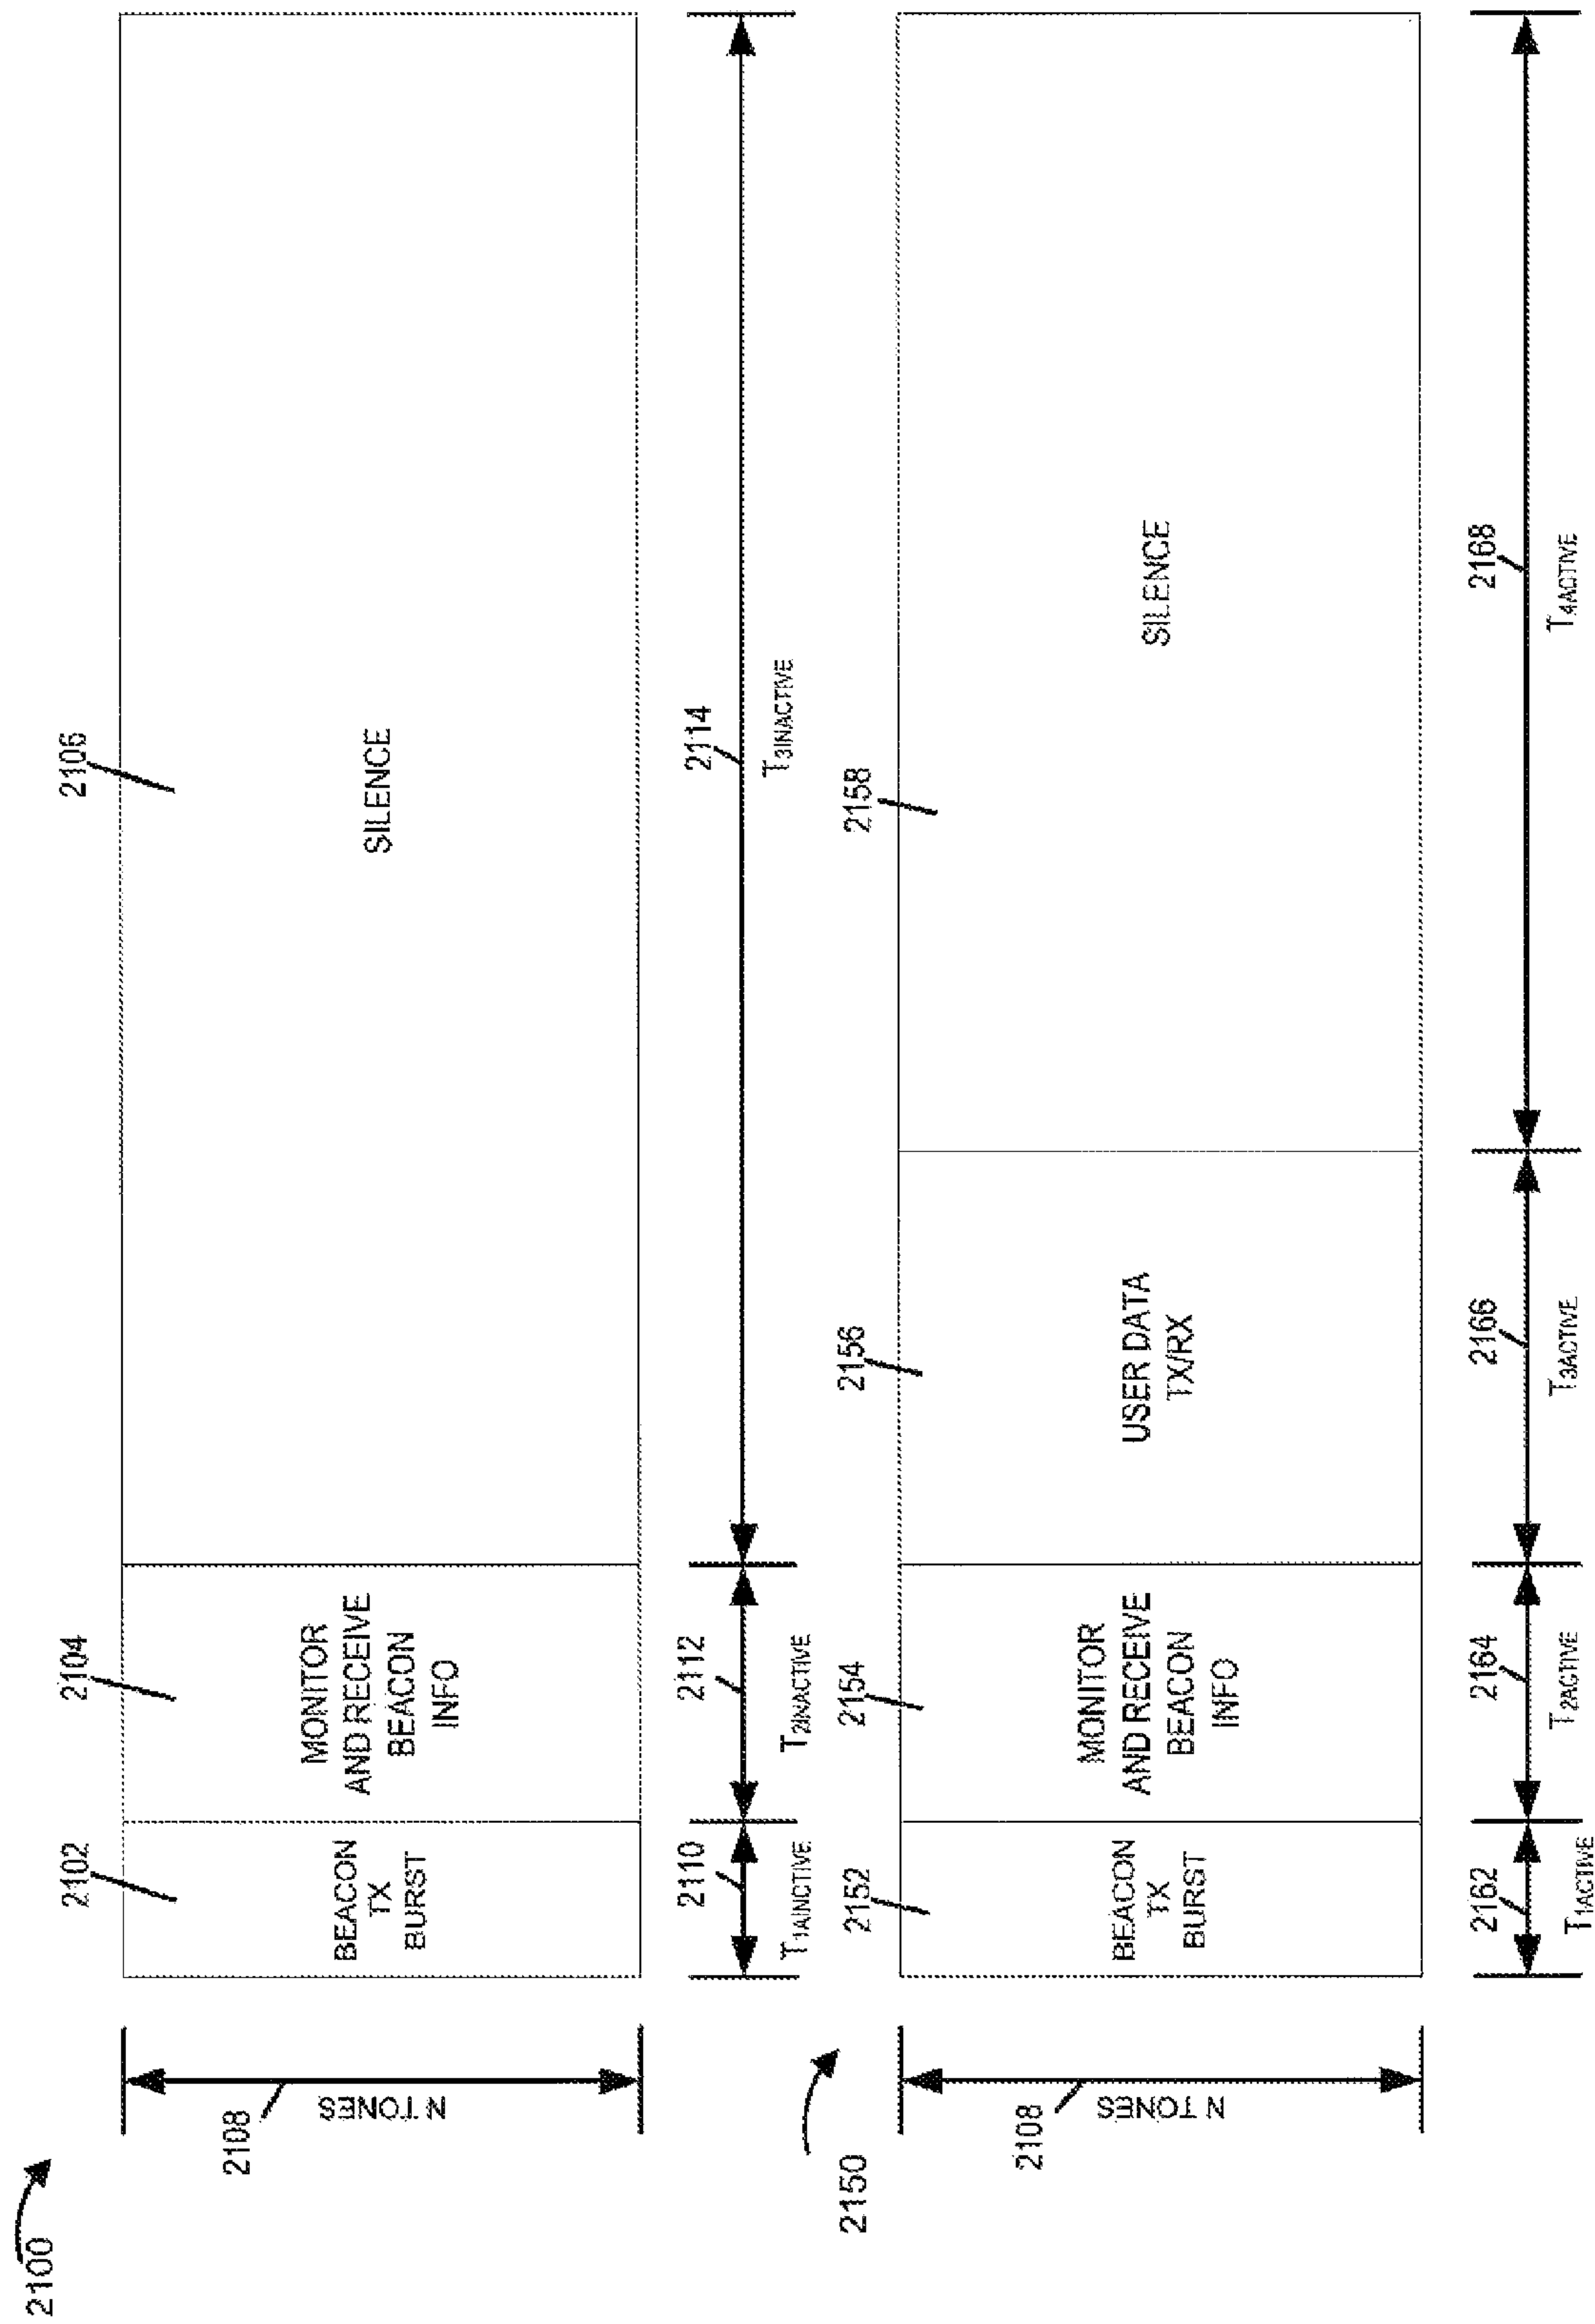 2100
2102
2104
2106
BEACON
TX
BURST
MONITOR
AND RECEIVE
BEACON
INFO
SILENCE
N TONES
2108
2110
2112
2114
T1AINCTIVE
T2INACTIVE
T3INACTIVE
2150
2152
2154
2156
2158
BEACON
TX
BURST
MONITOR
AND RECEIVE
BEACON
INFO
USER DATA
TX/RX
SILENCE
N TONES
2108
2162
2164
2166
2168
T1ACTIVE
T2ACTIVE
T3ACTIVE
T4ACTIVE